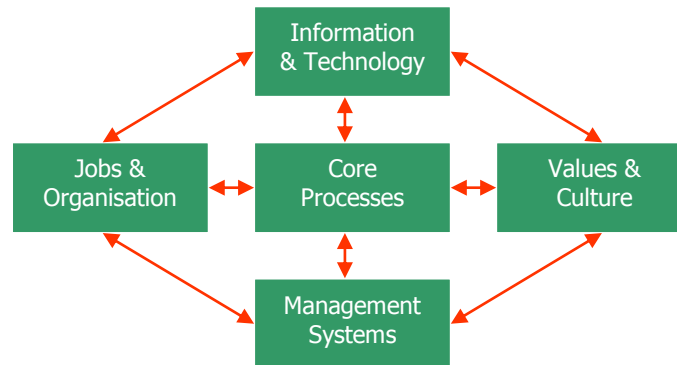 Information
& Technology
Jobs &
Organisation
Core
Processes
Values &
Culture
Management
Systems